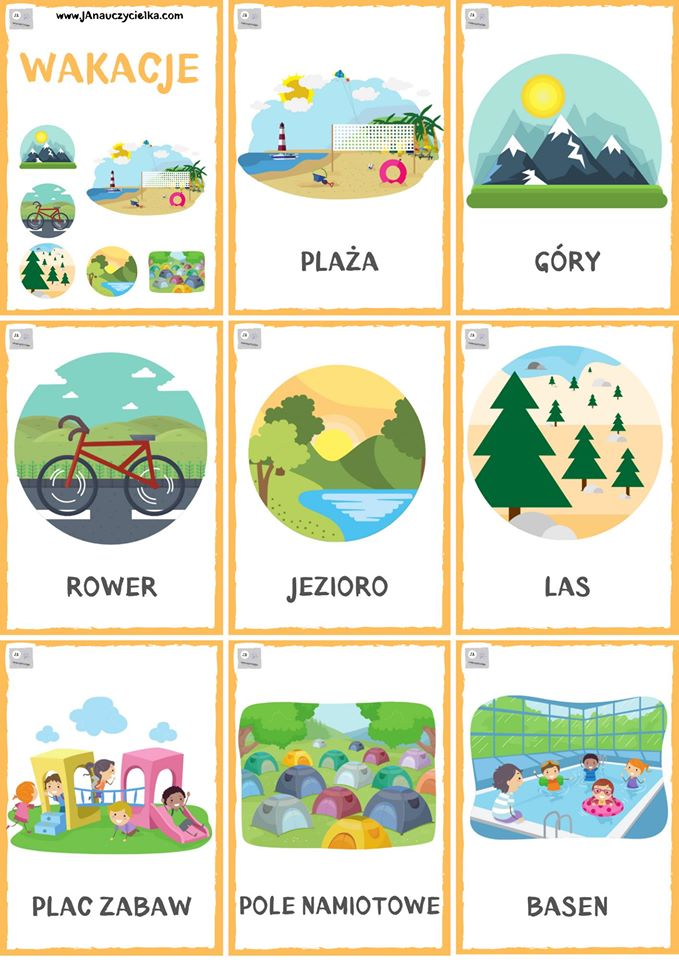 www.JAnauczycielka.com
WAKACJE
PLAŻA
GÓRY
ROWER
JEZIORO
LAS
PLAC ZABAW
POLE NAMIOTOWE
BASEN